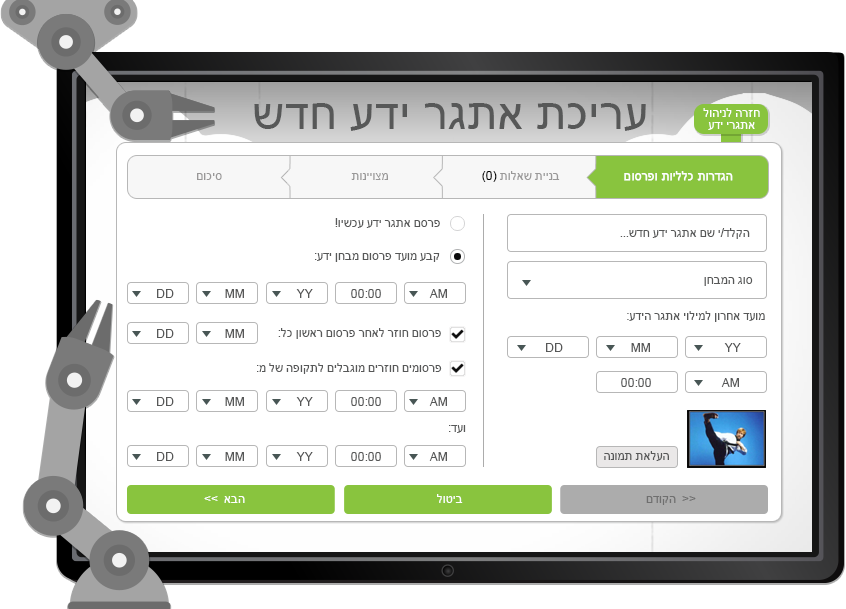 עריכת אתגר ידע חדש
חזרה לניהול
אתגרי ידע
הגדרות כלליות ופרסום
בניית שאלות (0)
מצויינות
סיכום
הקלד/י שם אתגר ידע חדש...
סוג המבחן
מועד אחרון למילוי אתגר הידע:
YY MM DD
AM 00:00
העלאת תמונה
פרסם אתגר ידע עכשיו!
קבע מועד פרסום מבחן ידע:
AM 00:00 YY MM DD
פרסום חוזר לאחר פרסום ראשון כל: MM DD
פרסומים חוזרים מוגבלים לתקופה של מ:
AM 00:00 YY MM DD
ועד:
AM 00:00 YY MM DD
<< הקודם
ביטול
הבא >>